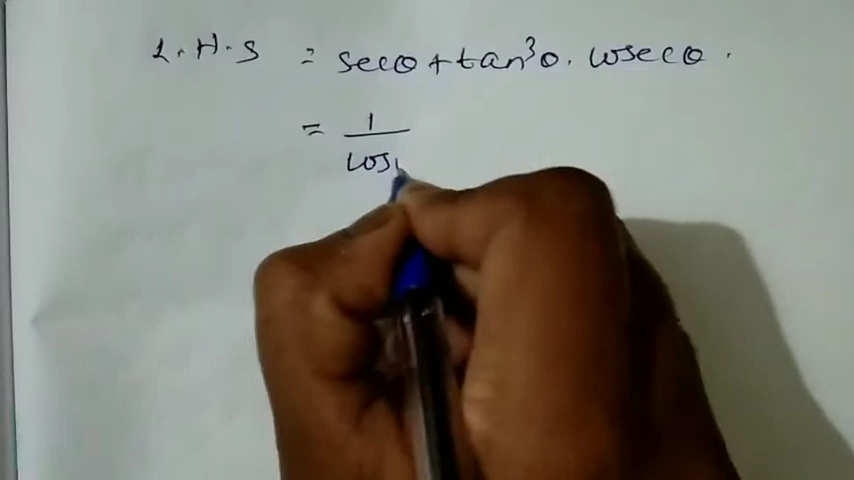 L.H.S = secθ + tan³θ. cosecθ.
= 1/cos